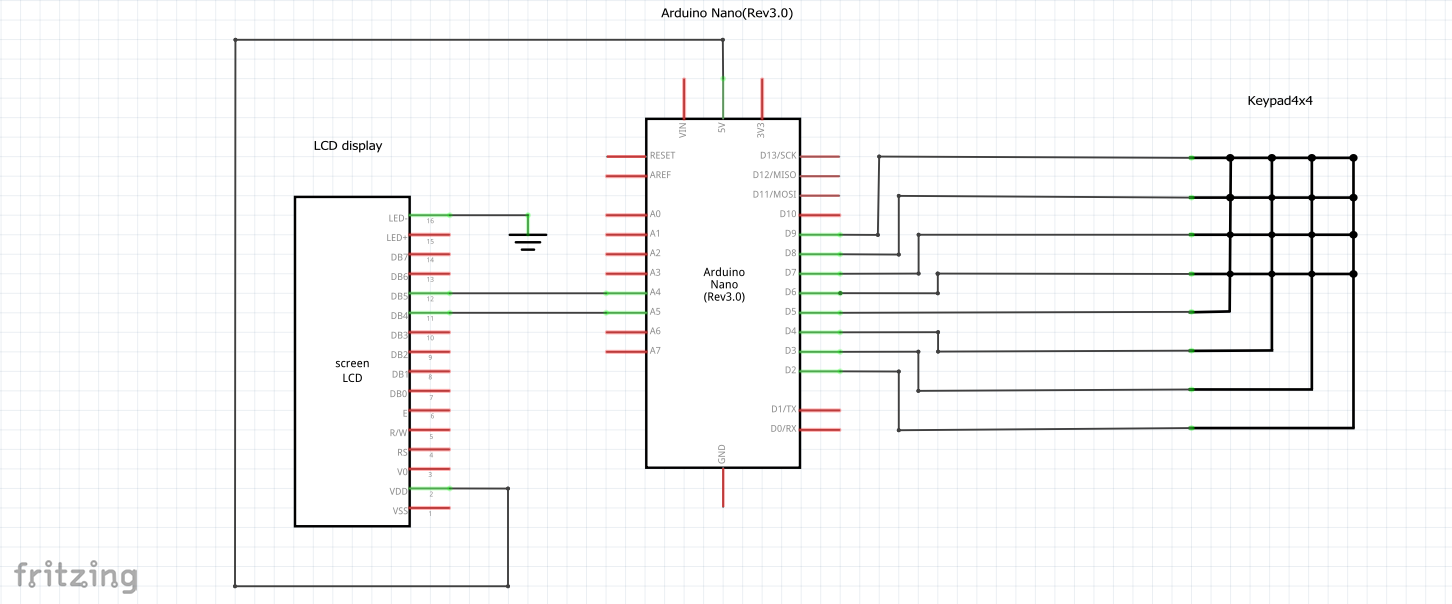 Arduino Nano(Rev3.0)
Keypad4x4
LCD display
VIN
5V
3V3
RESET
AREF
A0
A1
A2
A3
A4
A5
A6
A7
D13/SCK
D12/MISO
D11/MOSI
D10
D9
D8
D7
D6
D5
D4
D3
D2
D1/TX
D0/RX
GND
Arduino
Nano
(Rev3.0)
LED- 16
LED+ 15
DB7 14
DB6 13
DB5 12
DB4 11
DB3 10
DB2 9
DB1 8
DB0 7
E 6
R/W 5
RS 4
V0 3
VDD 2
VSS 1
screen
LCD
fritzing